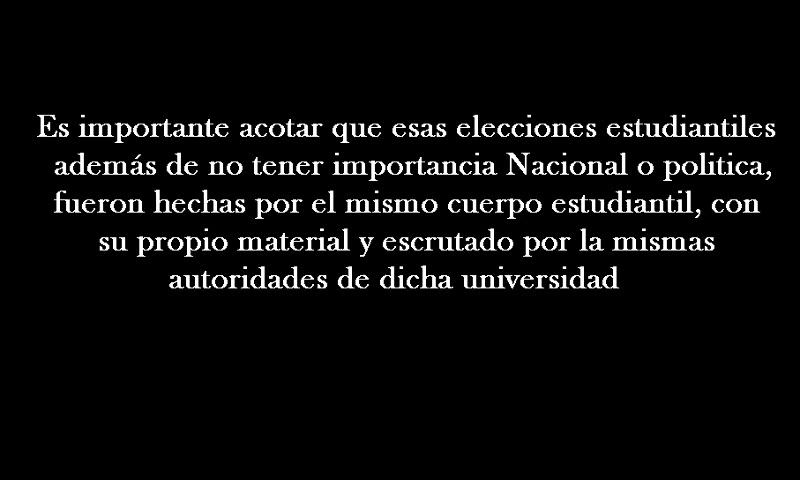 Es importante acotar que esas elecciones estudiantiles
además de no tener importancia Nacional o politica,
fueron hechas por el mismo cuerpo estudiantil, con
su propio material y escrutado por la mismas
autoridades de dicha universidad